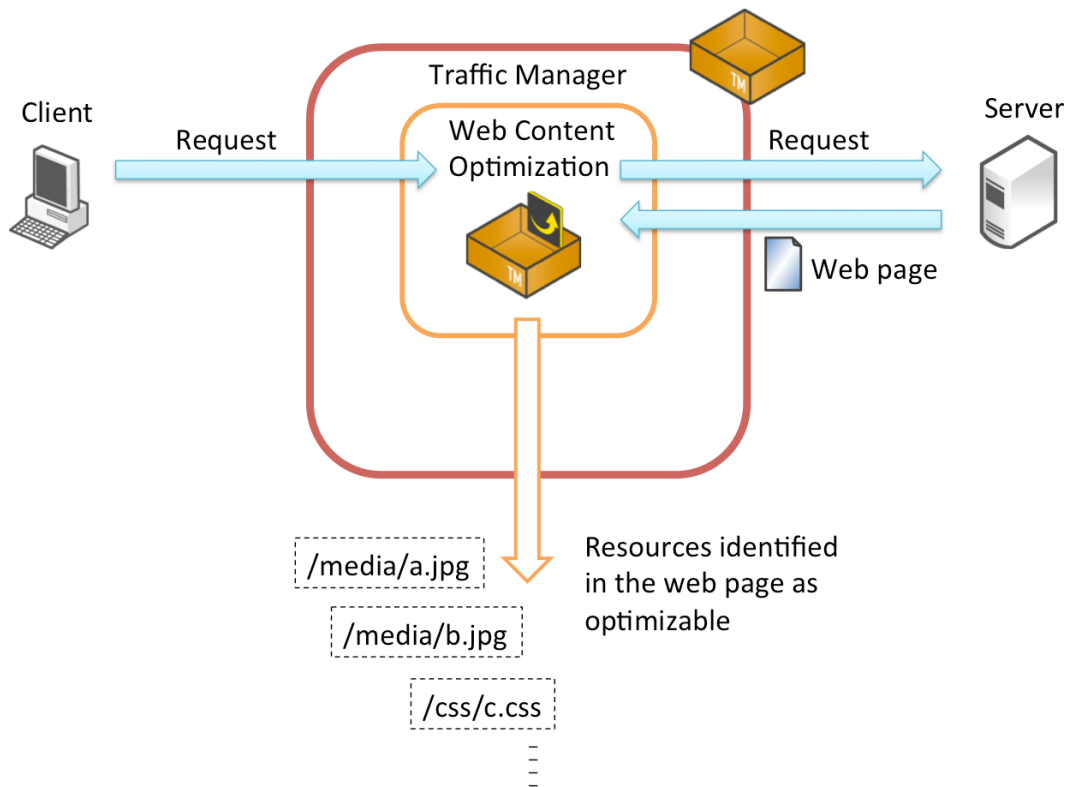 Traffic Manager
TM
Client
Server
Request
Web Content
Optimization
Request
TM
Web page
/media/a.jpg
/media/b.jpg
/css/c.css
Resources identified
in the web page as
optimizable